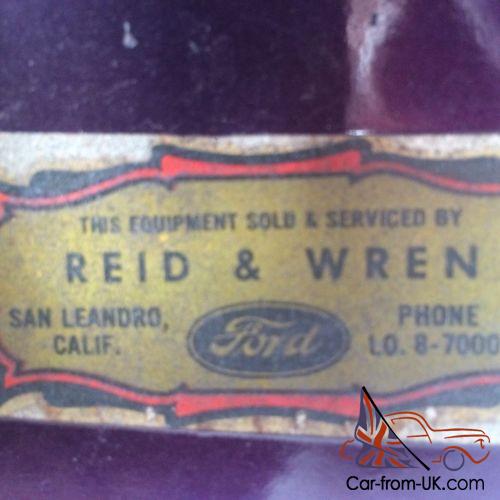 THIS EQUIPMENT SOLD & SERVICED BY
REID & WREN
SAN LEANDRO,
CALIF.
Ford
PHONE
LO. 8-7000
Car-from-UK.com